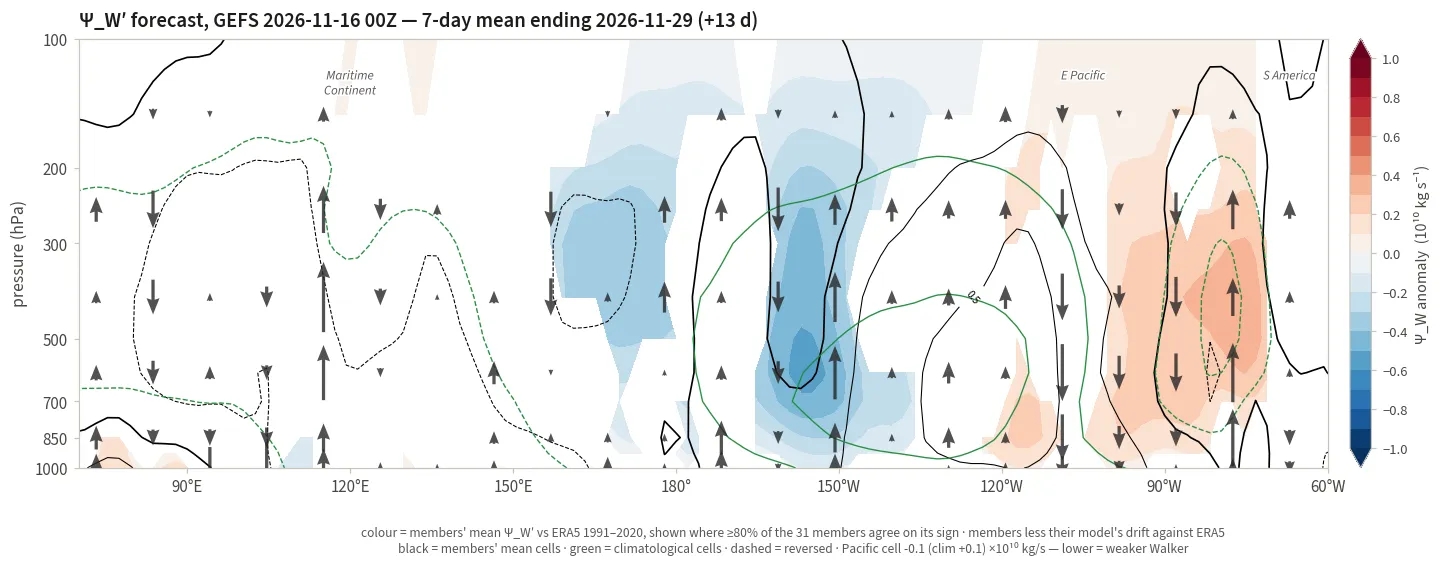 Ψ_W′ forecast, GEFS 2026-11-16 00Z — 7-day mean ending 2026-11-29 (+13 d)
100
200
300
500
700
850
1000
pressure (hPa)
Maritime
Continent
E Pacific
S America
0.5
90°E
120°E
150°E
180°
150°W
120°W
90°W
60°W
1.0
0.8
0.6
0.4
0.2
0.0
−0.2
−0.4
−0.6
−0.8
−1.0
Ψ_W anomaly (10¹⁰ kg s⁻¹)
colour = members' mean Ψ_W′ vs ERA5 1991–2020, shown where ≥80% of the 31 members agree on its sign · members less their model's drift against ERA5
black = members' mean cells · green = climatological cells · dashed = reversed · Pacific cell -0.1 (clim +0.1) ×10¹⁰ kg/s — lower = weaker Walker